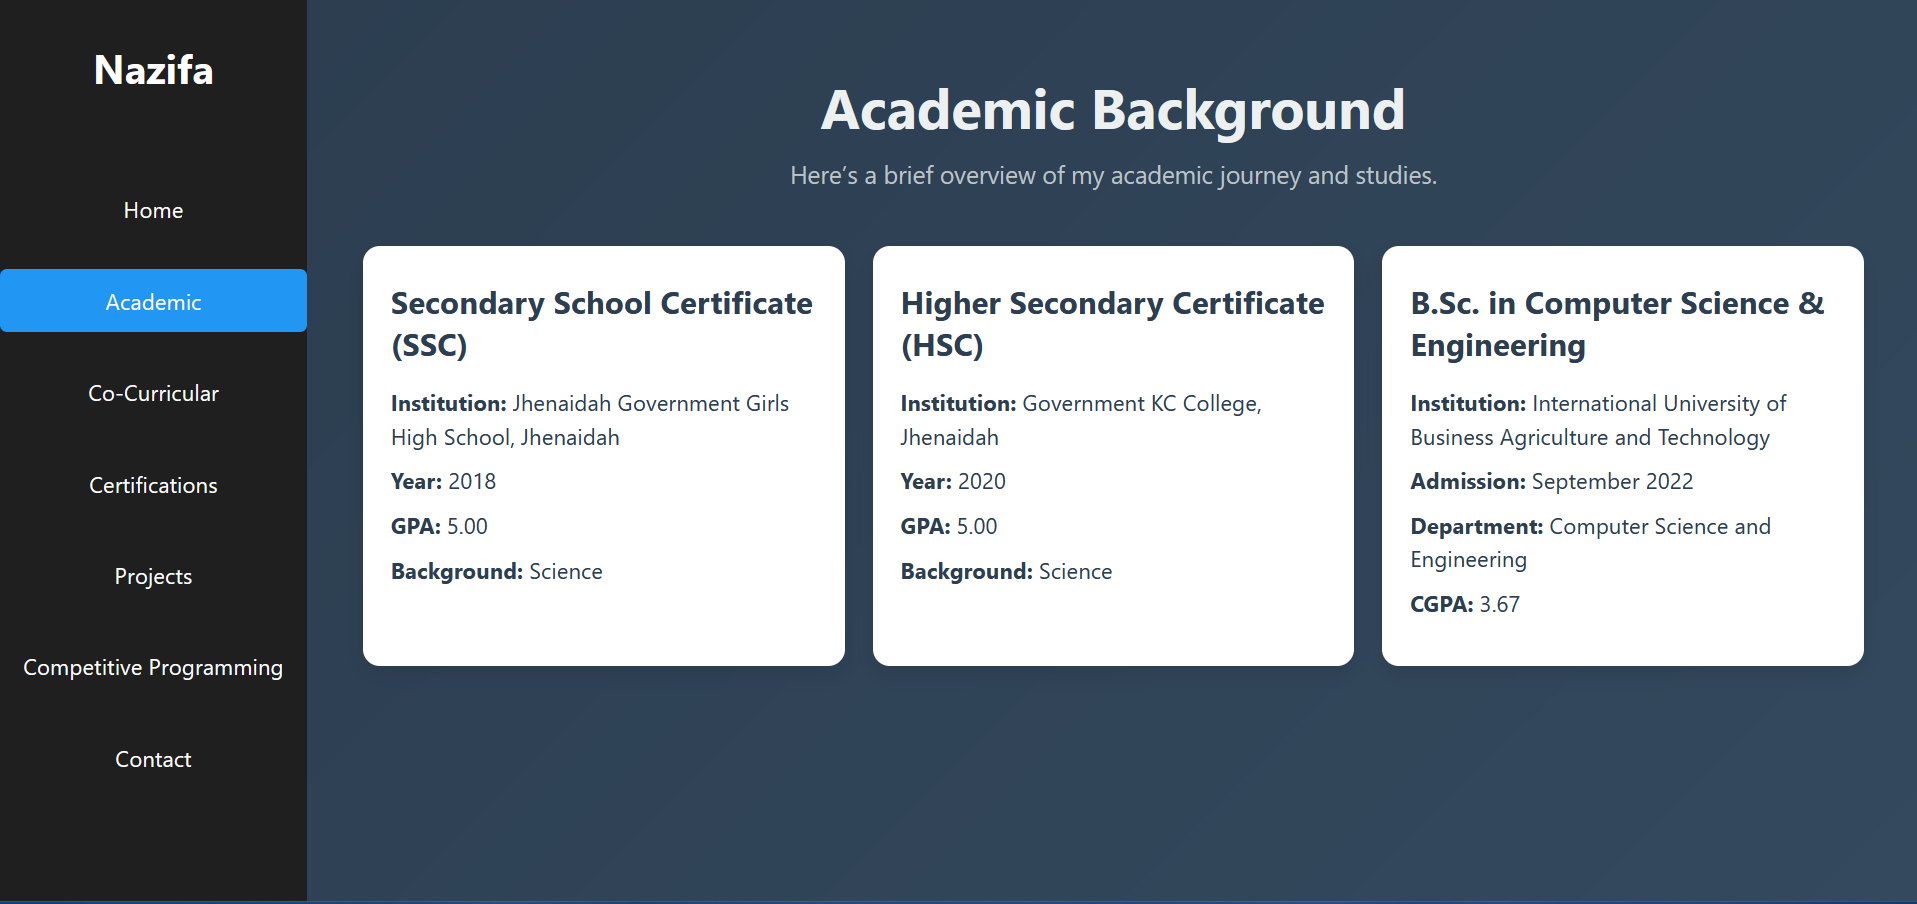 Nazifa
Home
Academic
Co-Curricular
Certifications
Projects
Competitive Programming
Contact
Academic Background
Here’s a brief overview of my academic journey and studies.
Secondary School Certificate
(SSC)
Institution: Jhenaidah Government Girls
High School, Jhenaidah
Year: 2018
GPA: 5.00
Background: Science
Higher Secondary Certificate
(HSC)
Institution: Government KC College,
Jhenaidah
Year: 2020
GPA: 5.00
Background: Science
B.Sc. in Computer Science &
Engineering
Institution: International University of
Business Agriculture and Technology
Admission: September 2022
Department: Computer Science and
Engineering
CGPA: 3.67